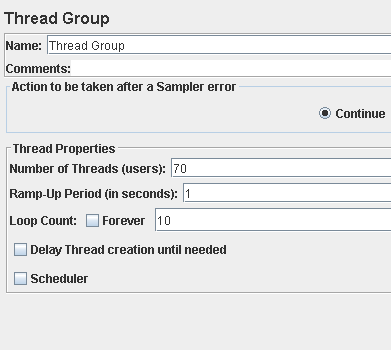 Thread Group
Name: Thread Group
Comments:
Action to be taken after a Sampler error
Continue
Thread Properties
Number of Threads (users): 70
Ramp-Up Period (in seconds): 1
Loop Count: Forever 10
Delay Thread creation until needed
Scheduler